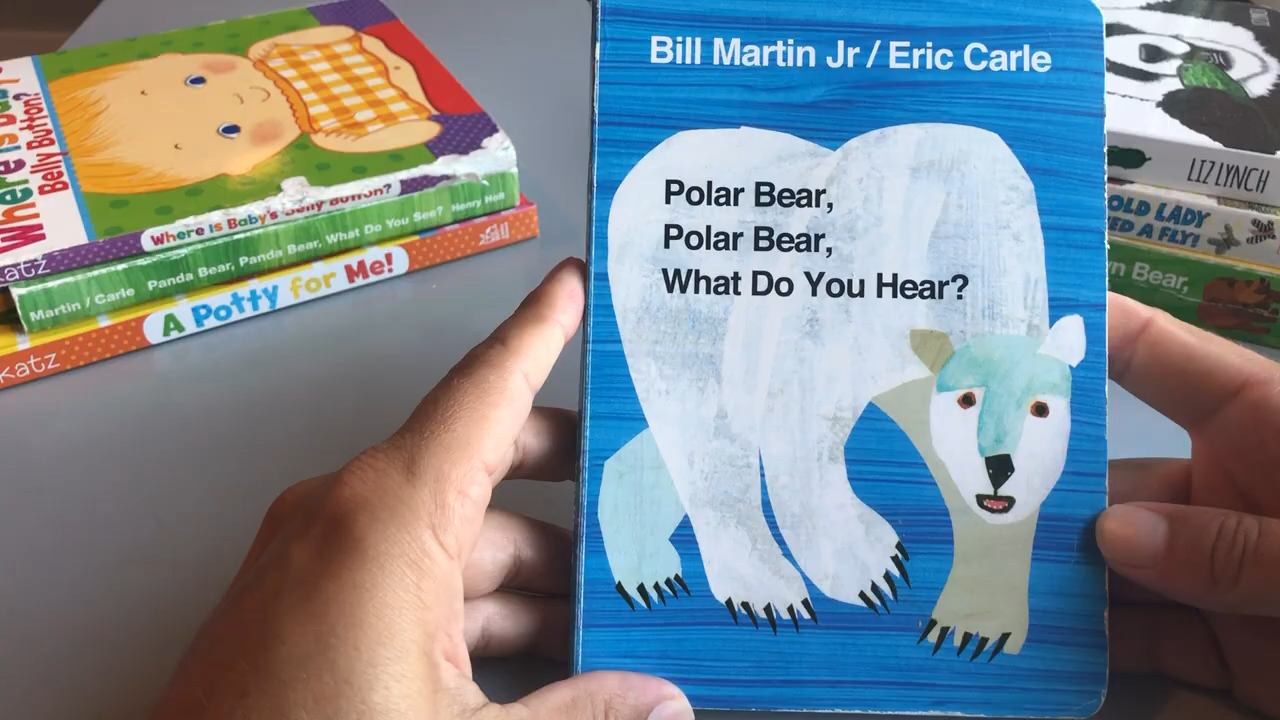 Bill Martin Jr / Eric Carle
Polar Bear,
Polar Bear,
What Do You Hear?
Where Is Baby's
Belly Button?
Katz
Where Is Baby's Belly Button?
Martin / Carle Panda Bear, Panda Bear, What Do You See? Henry Holt
Katz
A Potty for Me!
LIZ LYNCH
OLD LADY
ED A FLY!
wn Bear,